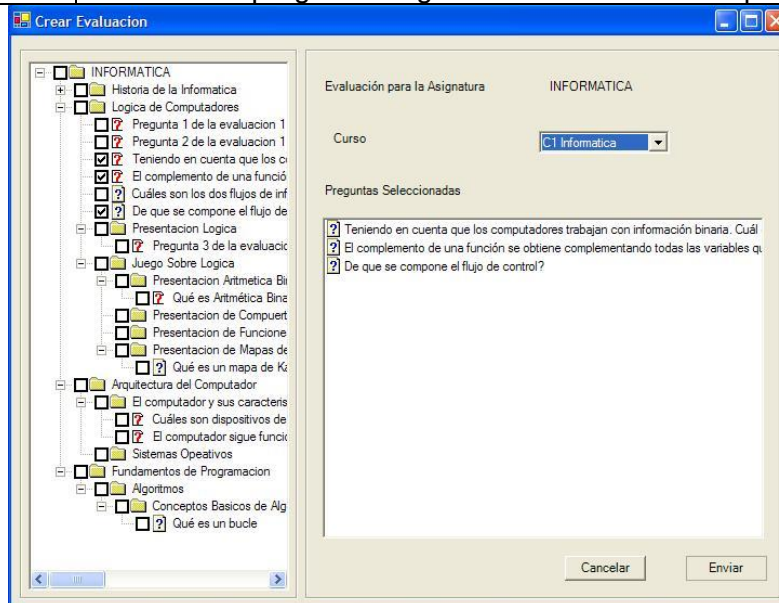 Crear Evaluacion
INFORMATICA
Historia de la Informatica
Logica de Computadores
Pregunta 1 de la evaluacion 1
Pregunta 2 de la evaluacion 1
Teniendo en cuenta que los
El complemento de una funció
Cuáles son los dos flujos de inf
De que se compone el flujo de
Presentacion Logica
Pregunta 3 de la evaluacio
Juego Sobre Logica
Presentacion Aritmetica Bi
Qué es Aritmética Bina
Presentacion de Compuert
Presentacion de Funcione
Presentacion de Mapas de
Qué es un mapa de Ka
Arquitectura del Computador
El computador y sus caracteris
Cuáles son dispositivos de
El computador sigue funcio
Sistemas Opeativos
Fundamentos de Programacion
Algoritmos
Conceptos Basicos de Alg
Qué es un bucle
Evaluación para la Asignatura INFORMATICA
Curso C1 Informatica
Preguntas Seleccionadas
Teniendo en cuenta que los computadores trabajan con información binaria. Cuál
El complemento de una función se obtiene complementando todas las variables qu
De que se compone el flujo de control?
Cancelar Enviar